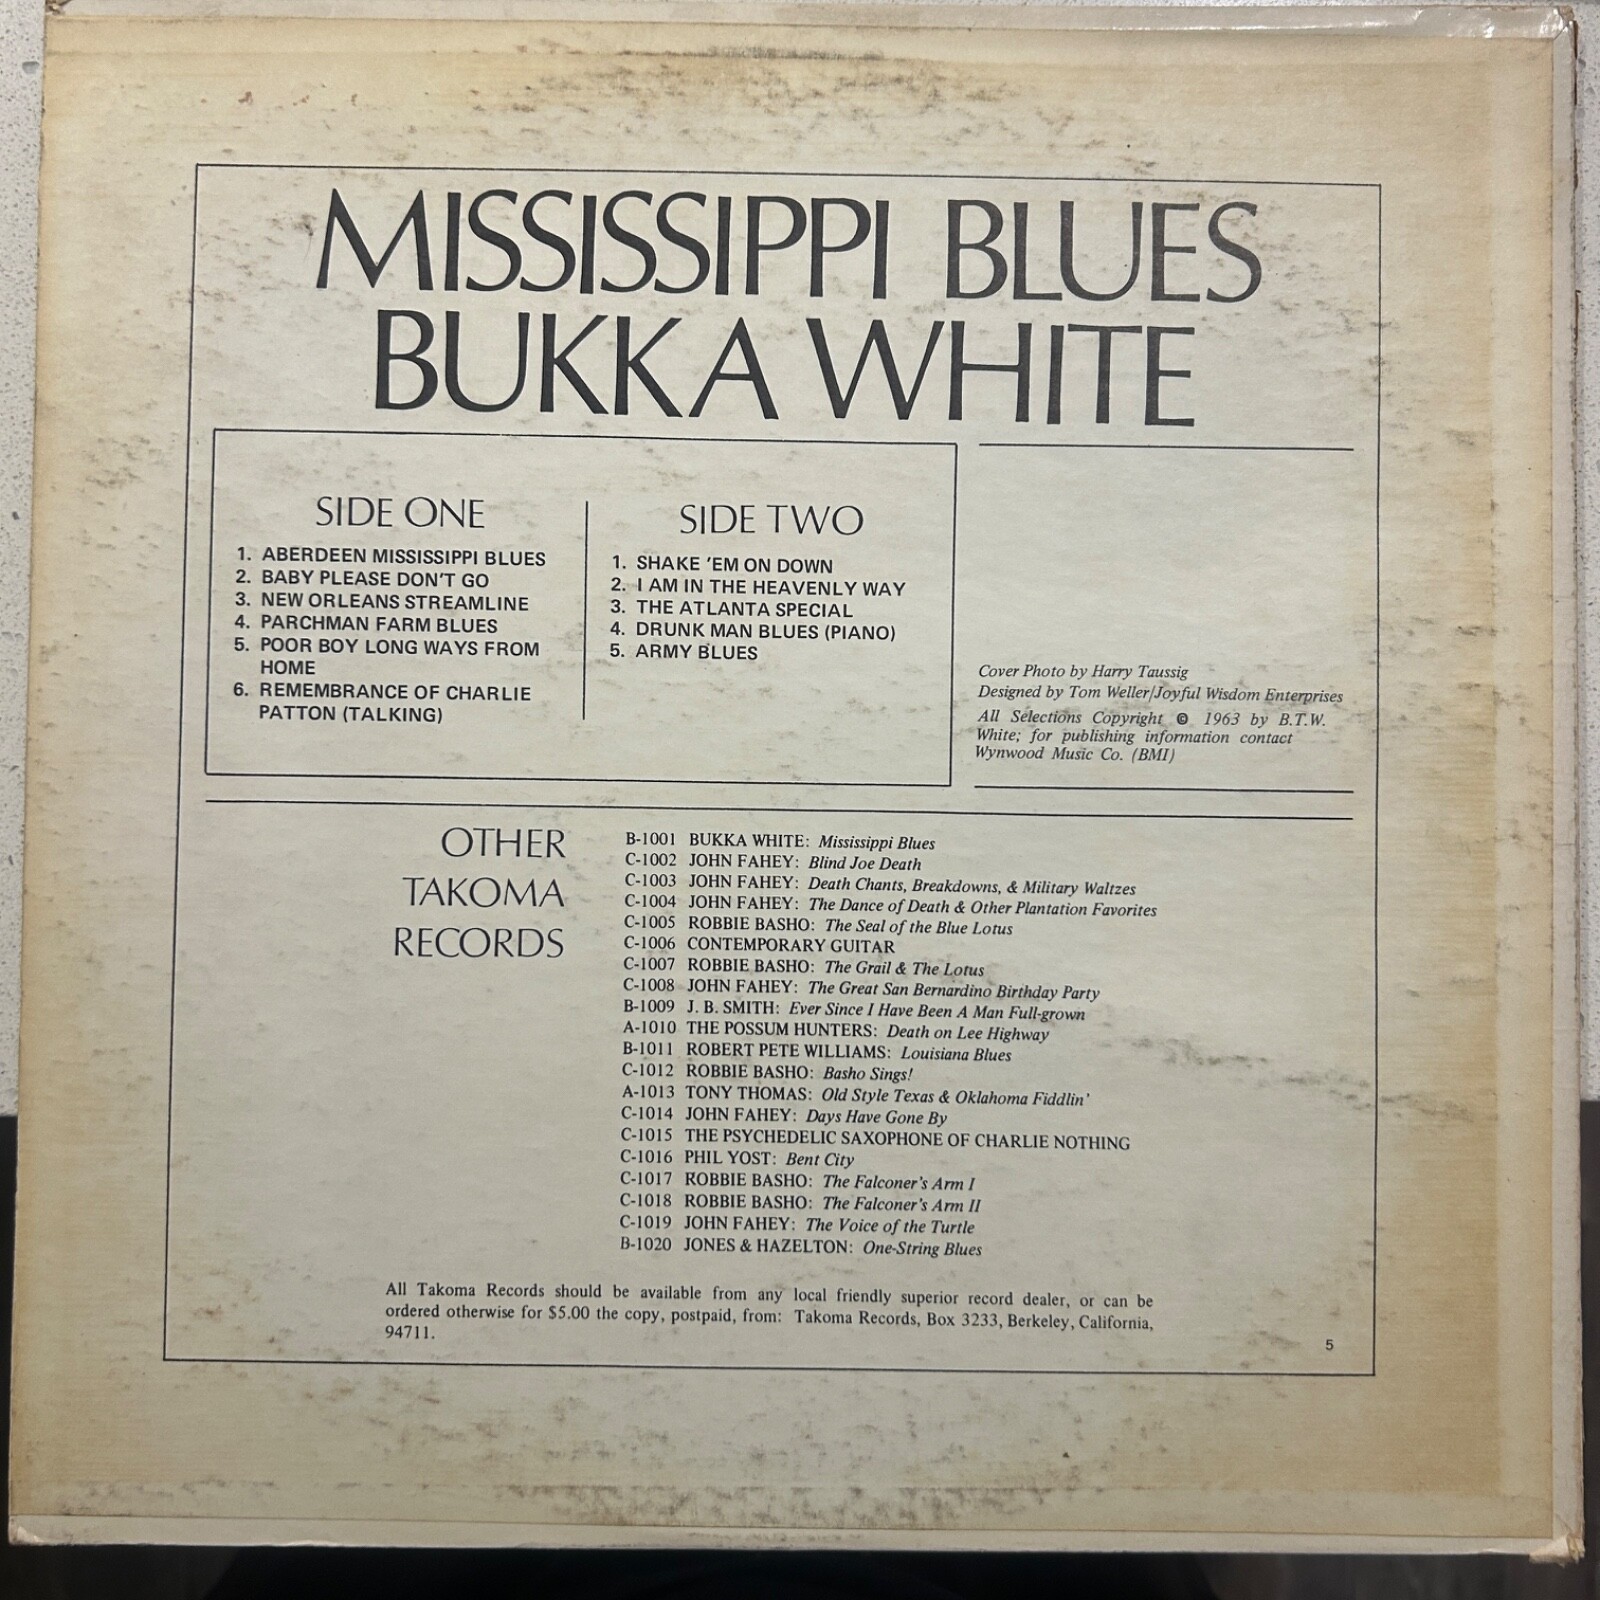 MISSISSIPPI BLUES
BUKKA WHITE
SIDE ONE
1. ABERDEEN MISSISSIPPI BLUES
2. BABY PLEASE DON'T GO
3. NEW ORLEANS STREAMLINE
4. PARCHMAN FARM BLUES
5. POOR BOY LONG WAYS FROM
HOME
6. REMEMBRANCE OF CHARLIE
PATTON (TALKING)
SIDE TWO
1. SHAKE 'EM ON DOWN
2. I AM IN THE HEAVENLY WAY
3. THE ATLANTA SPECIAL
4. DRUNK MAN BLUES (PIANO)
5. ARMY BLUES
Cover Photo by Harry Taussig
Designed by Tom Weller/Joyful Wisdom Enterprises
All Selections Copyright © 1963 by B.T.W.
White; for publishing information contact
Wynwood Music Co. (BMI)
OTHER
TAKOMA
RECORDS
B-1001 BUKKA WHITE: Mississippi Blues
C-1002 JOHN FAHEY: Blind Joe Death
C-1003 JOHN FAHEY: Death Chants, Breakdowns, & Military Waltzes
C-1004 JOHN FAHEY: The Dance of Death & Other Plantation Favorites
C-1005 ROBBIE BASHO: The Seal of the Blue Lotus
C-1006 CONTEMPORARY GUITAR
C-1007 ROBBIE BASHO: The Grail & The Lotus
C-1008 JOHN FAHEY: The Great San Bernardino Birthday Party
B-1009 J. B. SMITH: Ever Since I Have Been A Man Full-grown
A-1010 THE POSSUM HUNTERS: Death on Lee Highway
B-1011 ROBERT PETE WILLIAMS: Louisiana Blues
C-1012 ROBBIE BASHO: Basho Sings!
A-1013 TONY THOMAS: Old Style Texas & Oklahoma Fiddlin'
C-1014 JOHN FAHEY: Days Have Gone By
C-1015 THE PSYCHEDELIC SAXOPHONE OF CHARLIE NOTHING
C-1016 PHIL YOST: Bent City
C-1017 ROBBIE BASHO: The Falconer's Arm I
C-1018 ROBBIE BASHO: The Falconer's Arm II
C-1019 JOHN FAHEY: The Voice of the Turtle
B-1020 JONES & HAZELTON: One-String Blues
All Takoma Records should be available from any local friendly superior record dealer, or can be
ordered otherwise for $5.00 the copy, postpaid, from: Takoma Records, Box 3233, Berkeley, California,
94711.
5